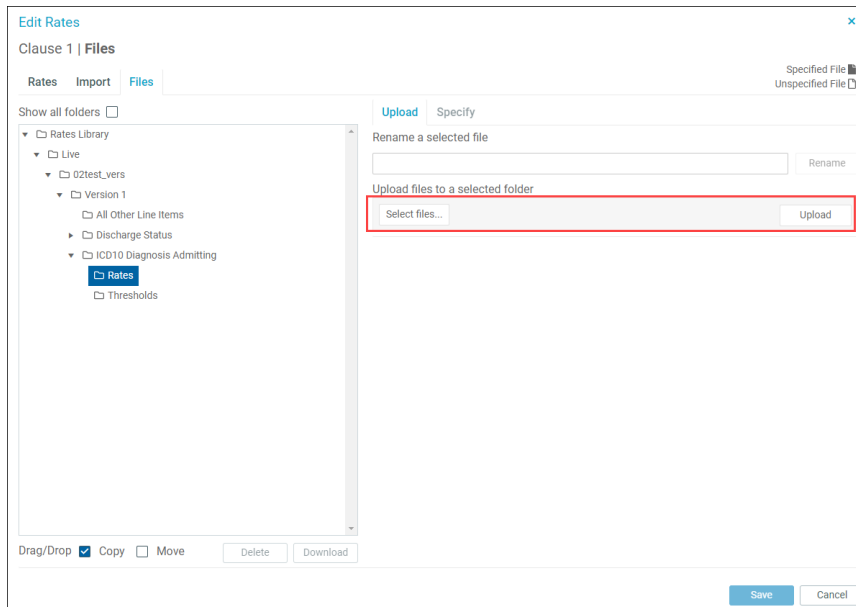 Edit Rates
Clause 1 | Files
Rates Import Files
Specified File
Unspecified File
Show all folders
Rates Library
Live
02test_vers
Version 1
All Other Line Items
Discharge Status
ICD10 Diagnosis Admitting
Rates
Thresholds
Drag/Drop Copy Move Delete Download
Upload Specify
Rename a selected file
Rename
Upload files to a selected folder
Select files... Upload
Save Cancel